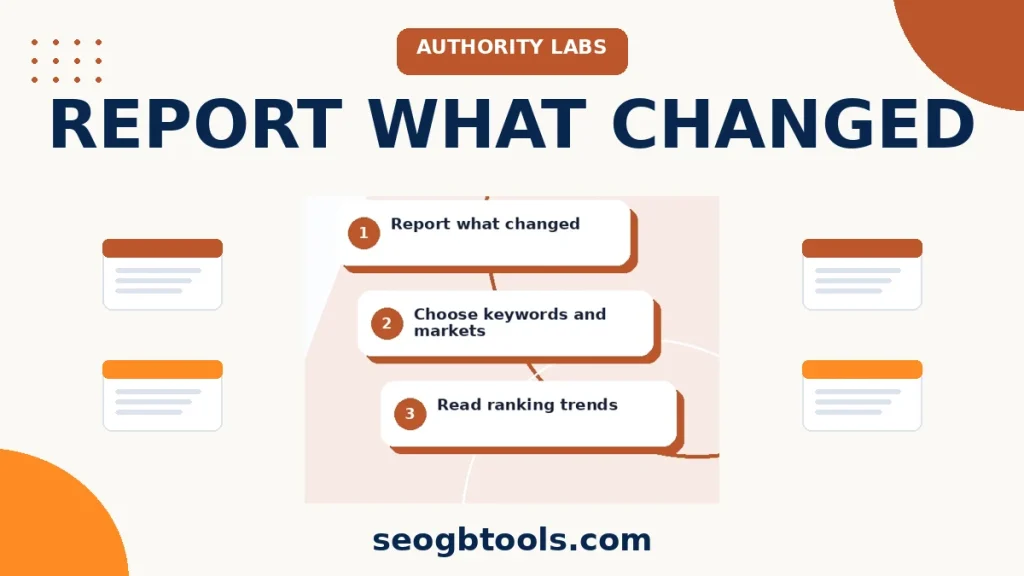 AUTHORITY LABS
REPORT WHAT CHANGED
1
Report what changed
2
Choose keywords and
markets
3
Read ranking trends
seogbtools.com